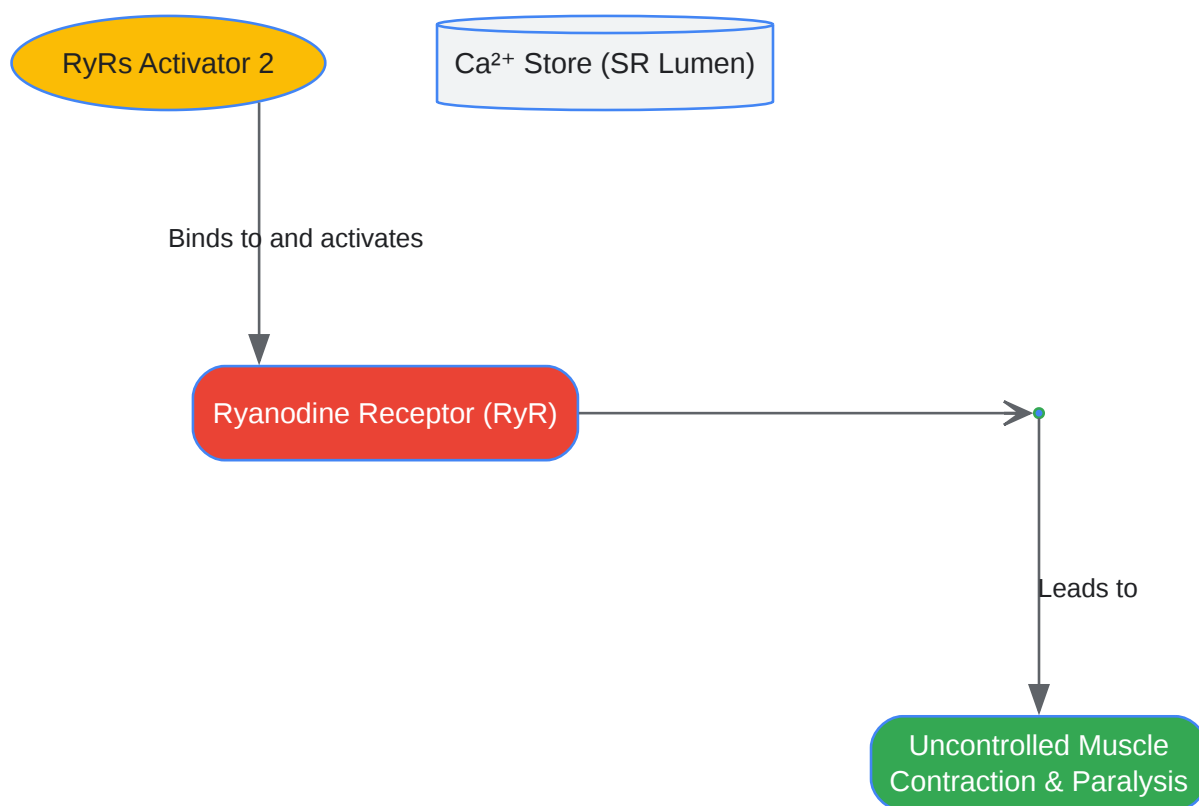 RyRs Activator 2
Ca²⁺ Store (SR Lumen)
Binds to and activates
Ryanodine Receptor (RyR)
Leads to
Uncontrolled Muscle
Contraction & Paralysis